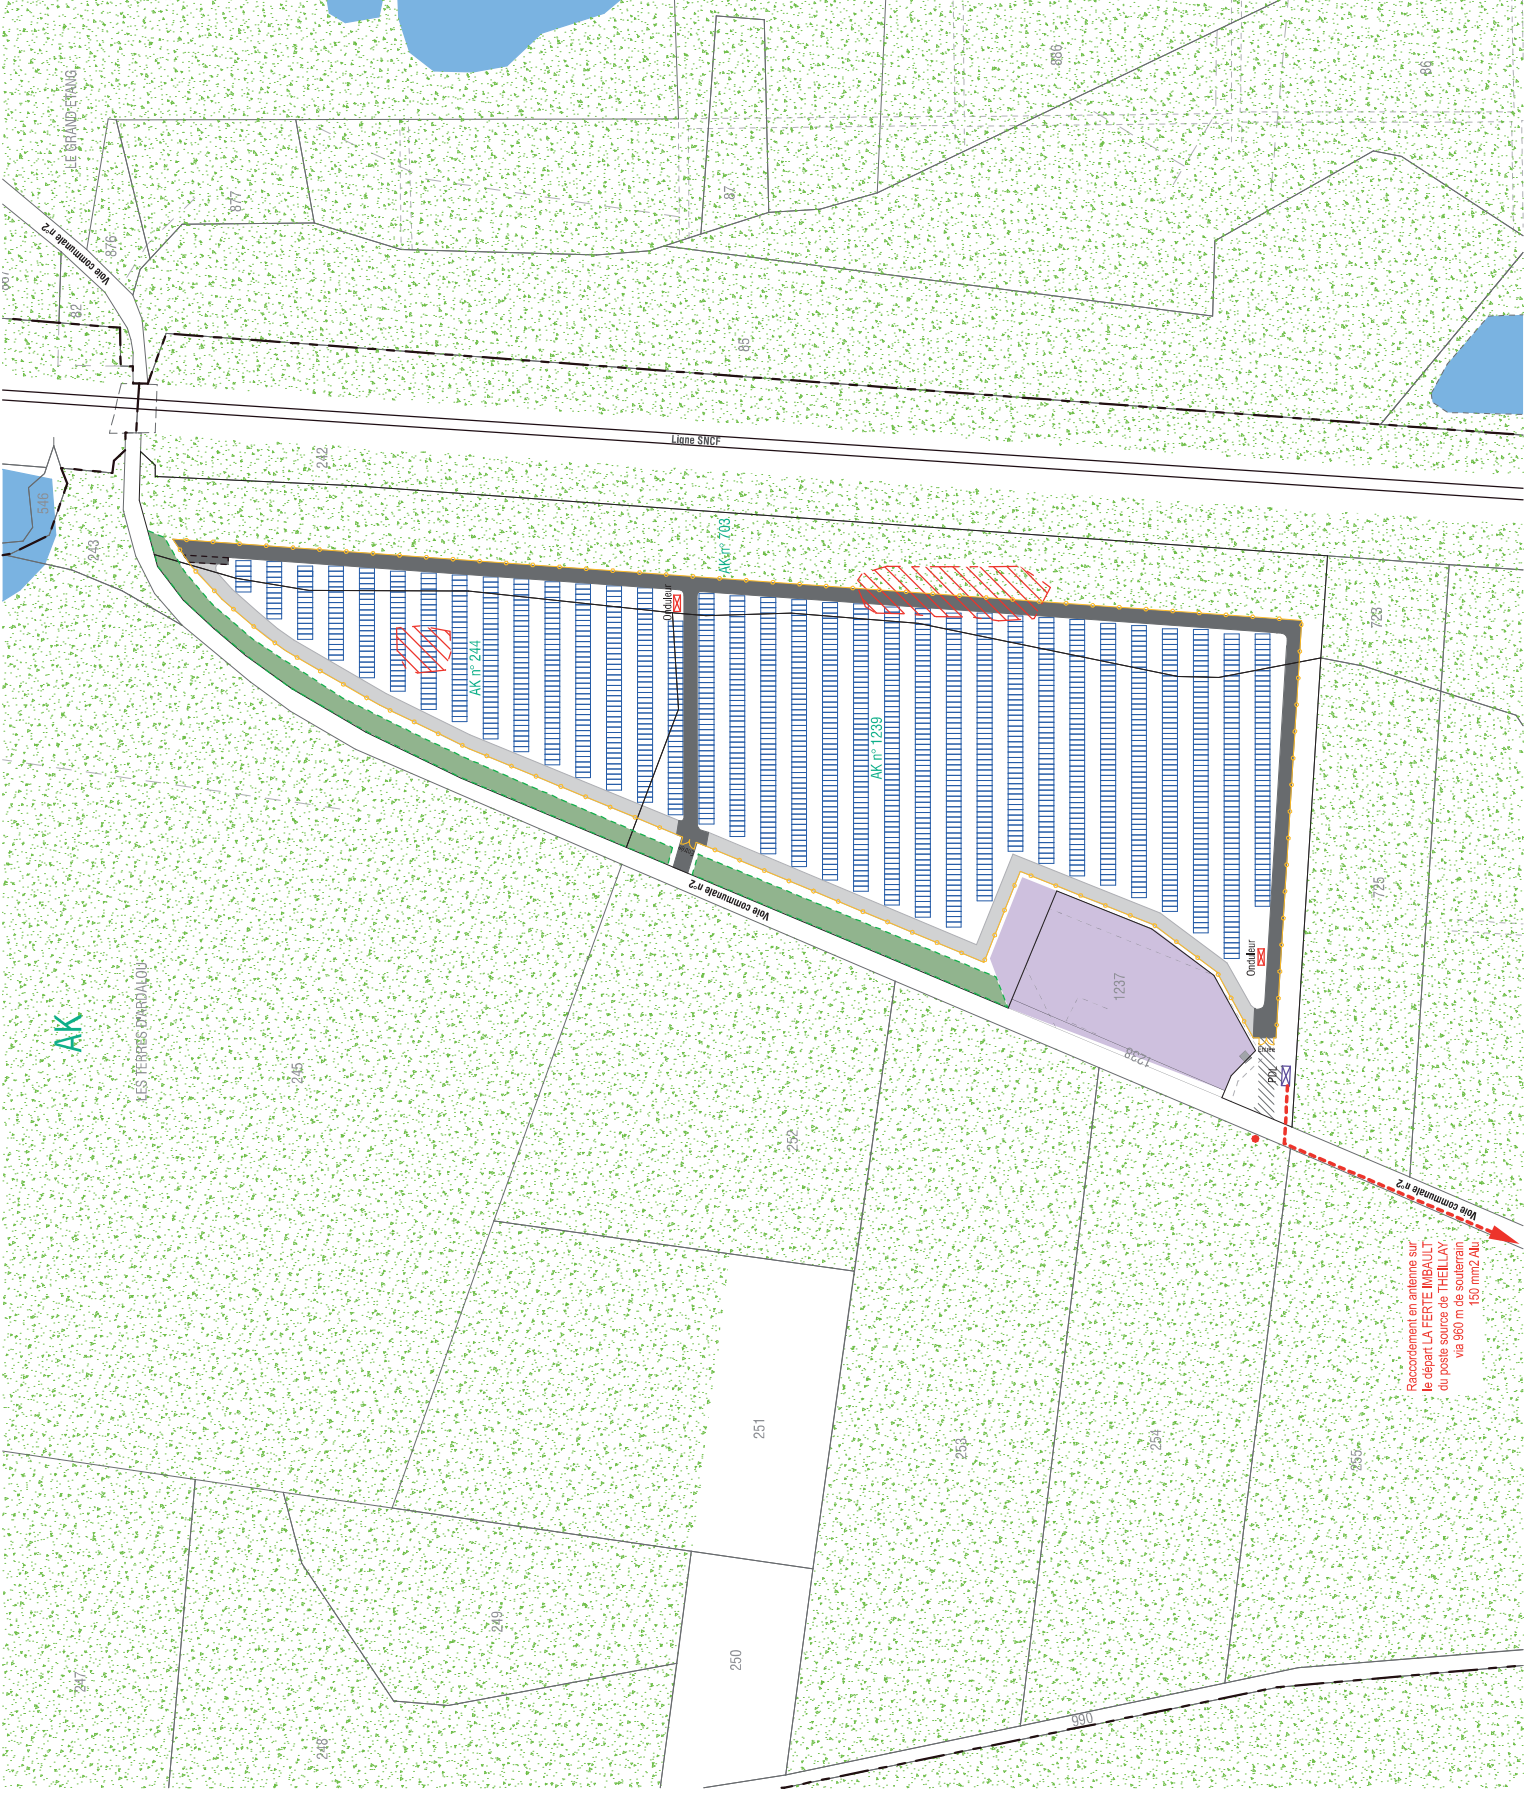 LE GRAND ETANG
886
86
87
877
876
Voie communale n°2
82
85
Ligne SNCF
242
546
243
AK n° 703
Onduleur
AK n° 244
723
AK n° 1239
725
Voie communale n°2
Onduleur
AK
LES TERRES D'ARDALOU
1237
1238
245
Entrée
PDL
252
Voie communale n°2
Raccordement en antenne sur
le départ LA FERTE IMBAULT
du poste source de THEILLAY
via 960 m de souterrain
150 mm2 Alu
251
253
254
255
249
250
247
248
990